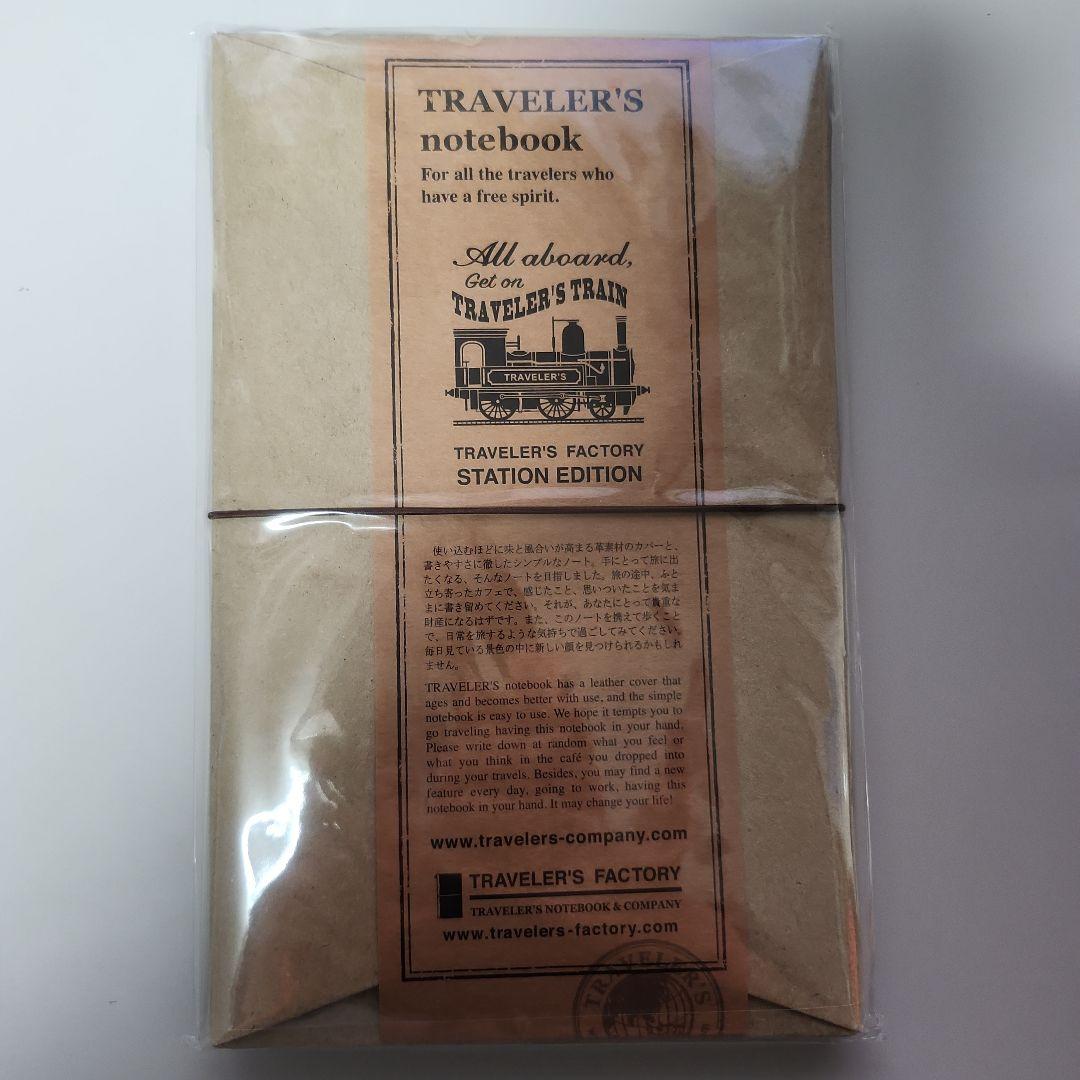 TRAVELER'S
notebook
For all the travelers who
have a free spirit.
All aboard,
Get on
TRAVELER'S TRAIN
TRAVELER'S
TRAVELER'S FACTORY
STATION EDITION
使い込むほどに味と風合いが高まる革素材のカバーと、
書きやすさに徹したシンプルなノート。手にとって旅に出
たくなる、そんなノートを目指しました。旅の途中、ふと
立ち寄ったカフェで、感じたこと、思いついたことを気ま
まに書き留めてください。それが、あなたにとって貴重な
財産になるはずです。また、このノートを携えて歩くこと
で、日常を旅するような気持ちで過ごしてみてください。
毎日見ている景色の中に新しい顔を見つけられるかもしれ
ません。
TRAVELER'S notebook has a leather cover that
ages and becomes better with use, and the simple
notebook is easy to use. We hope it tempts you to
go traveling having this notebook in your hand.
Please write down at random what you feel or
what you think in the café you dropped into
during your travels. Besides, you may find a new
feature every day, going to work, having this
notebook in your hand. It may change your life!
www.travelers-company.com
TRAVELER'S FACTORY
TRAVELER'S NOTEBOOK & COMPANY
www.travelers-factory.com
TRAVELER'S